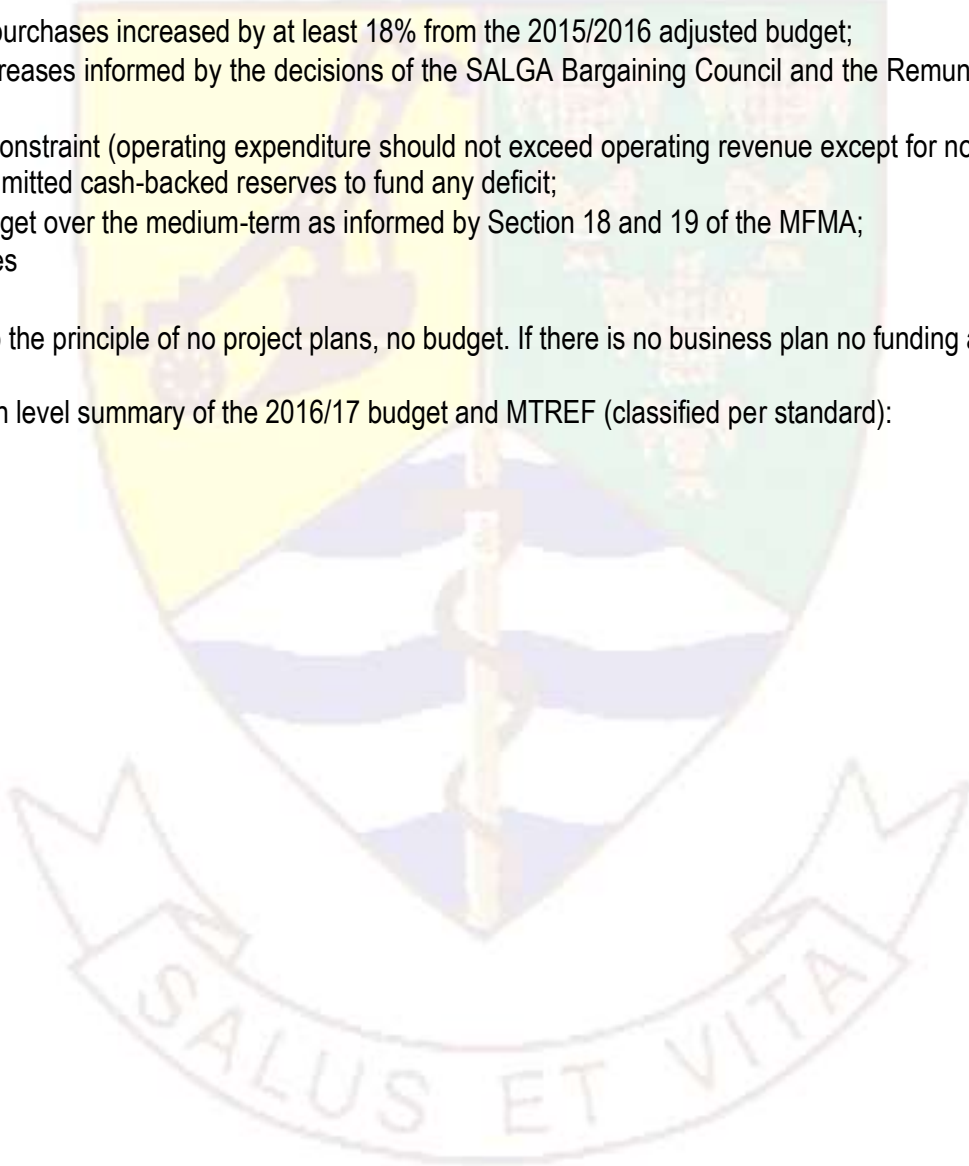 purchases increased by at least 18% from the 2015/2016 adjusted budget;
reases informed by the decisions of the SALGA Bargaining Council and the Remun
onstraint (operating expenditure should not exceed operating revenue except for no
mitted cash-backed reserves to fund any deficit;
get over the medium-term as informed by Section 18 and 19 of the MFMA;
es
the principle of no project plans, no budget. If there is no business plan no funding a
level summary of the 2016/17 budget and MTREF (classified per standard):
SALUS ET VITA